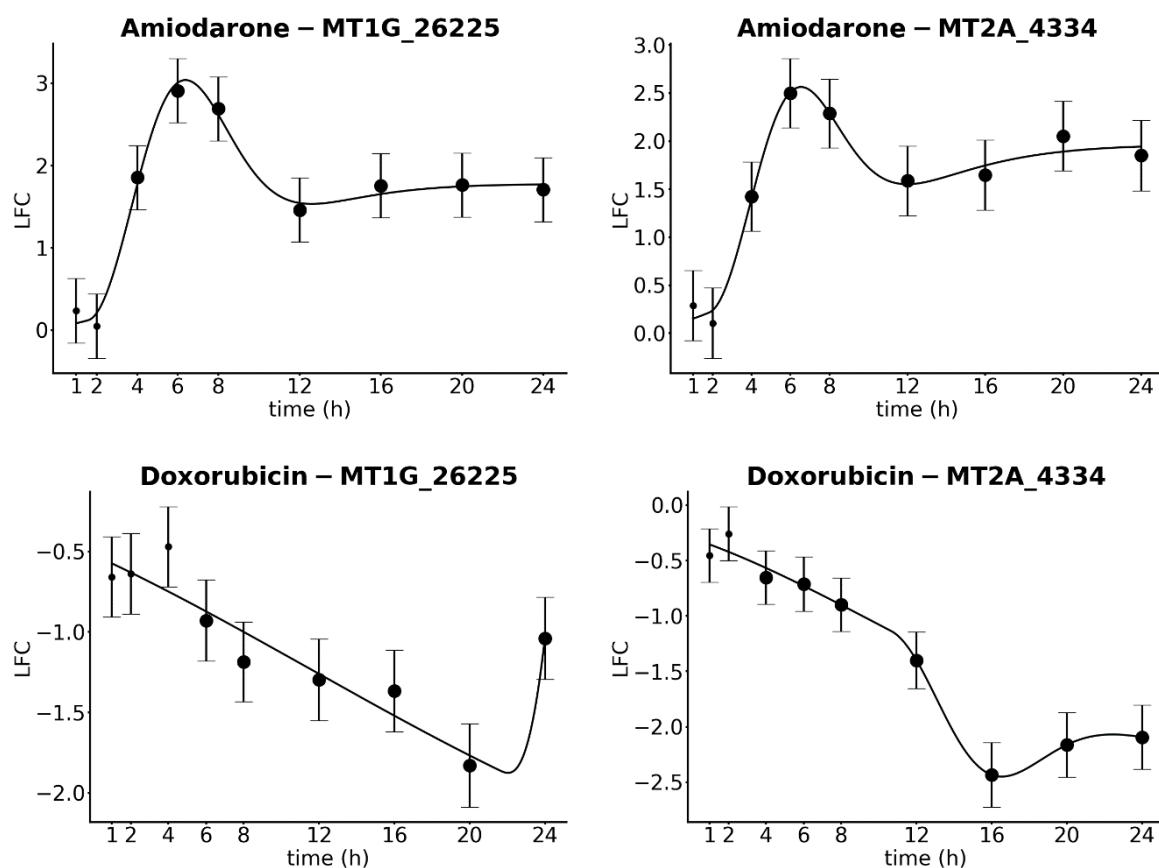 Amiodarone – MT1G_26225
LFC
3
2
1
0
1 2 4 6 8 12 16 20 24
time (h)
Amiodarone – MT2A_4334
LFC
3.0
2.5
2.0
1.5
1.0
0.5
0.0
1 2 4 6 8 12 16 20 24
time (h)
Doxorubicin – MT1G_26225
LFC
−0.5
−1.0
−1.5
−2.0
1 2 4 6 8 12 16 20 24
time (h)
Doxorubicin – MT2A_4334
LFC
0.0
−0.5
−1.0
−1.5
−2.0
−2.5
1 2 4 6 8 12 16 20 24
time (h)